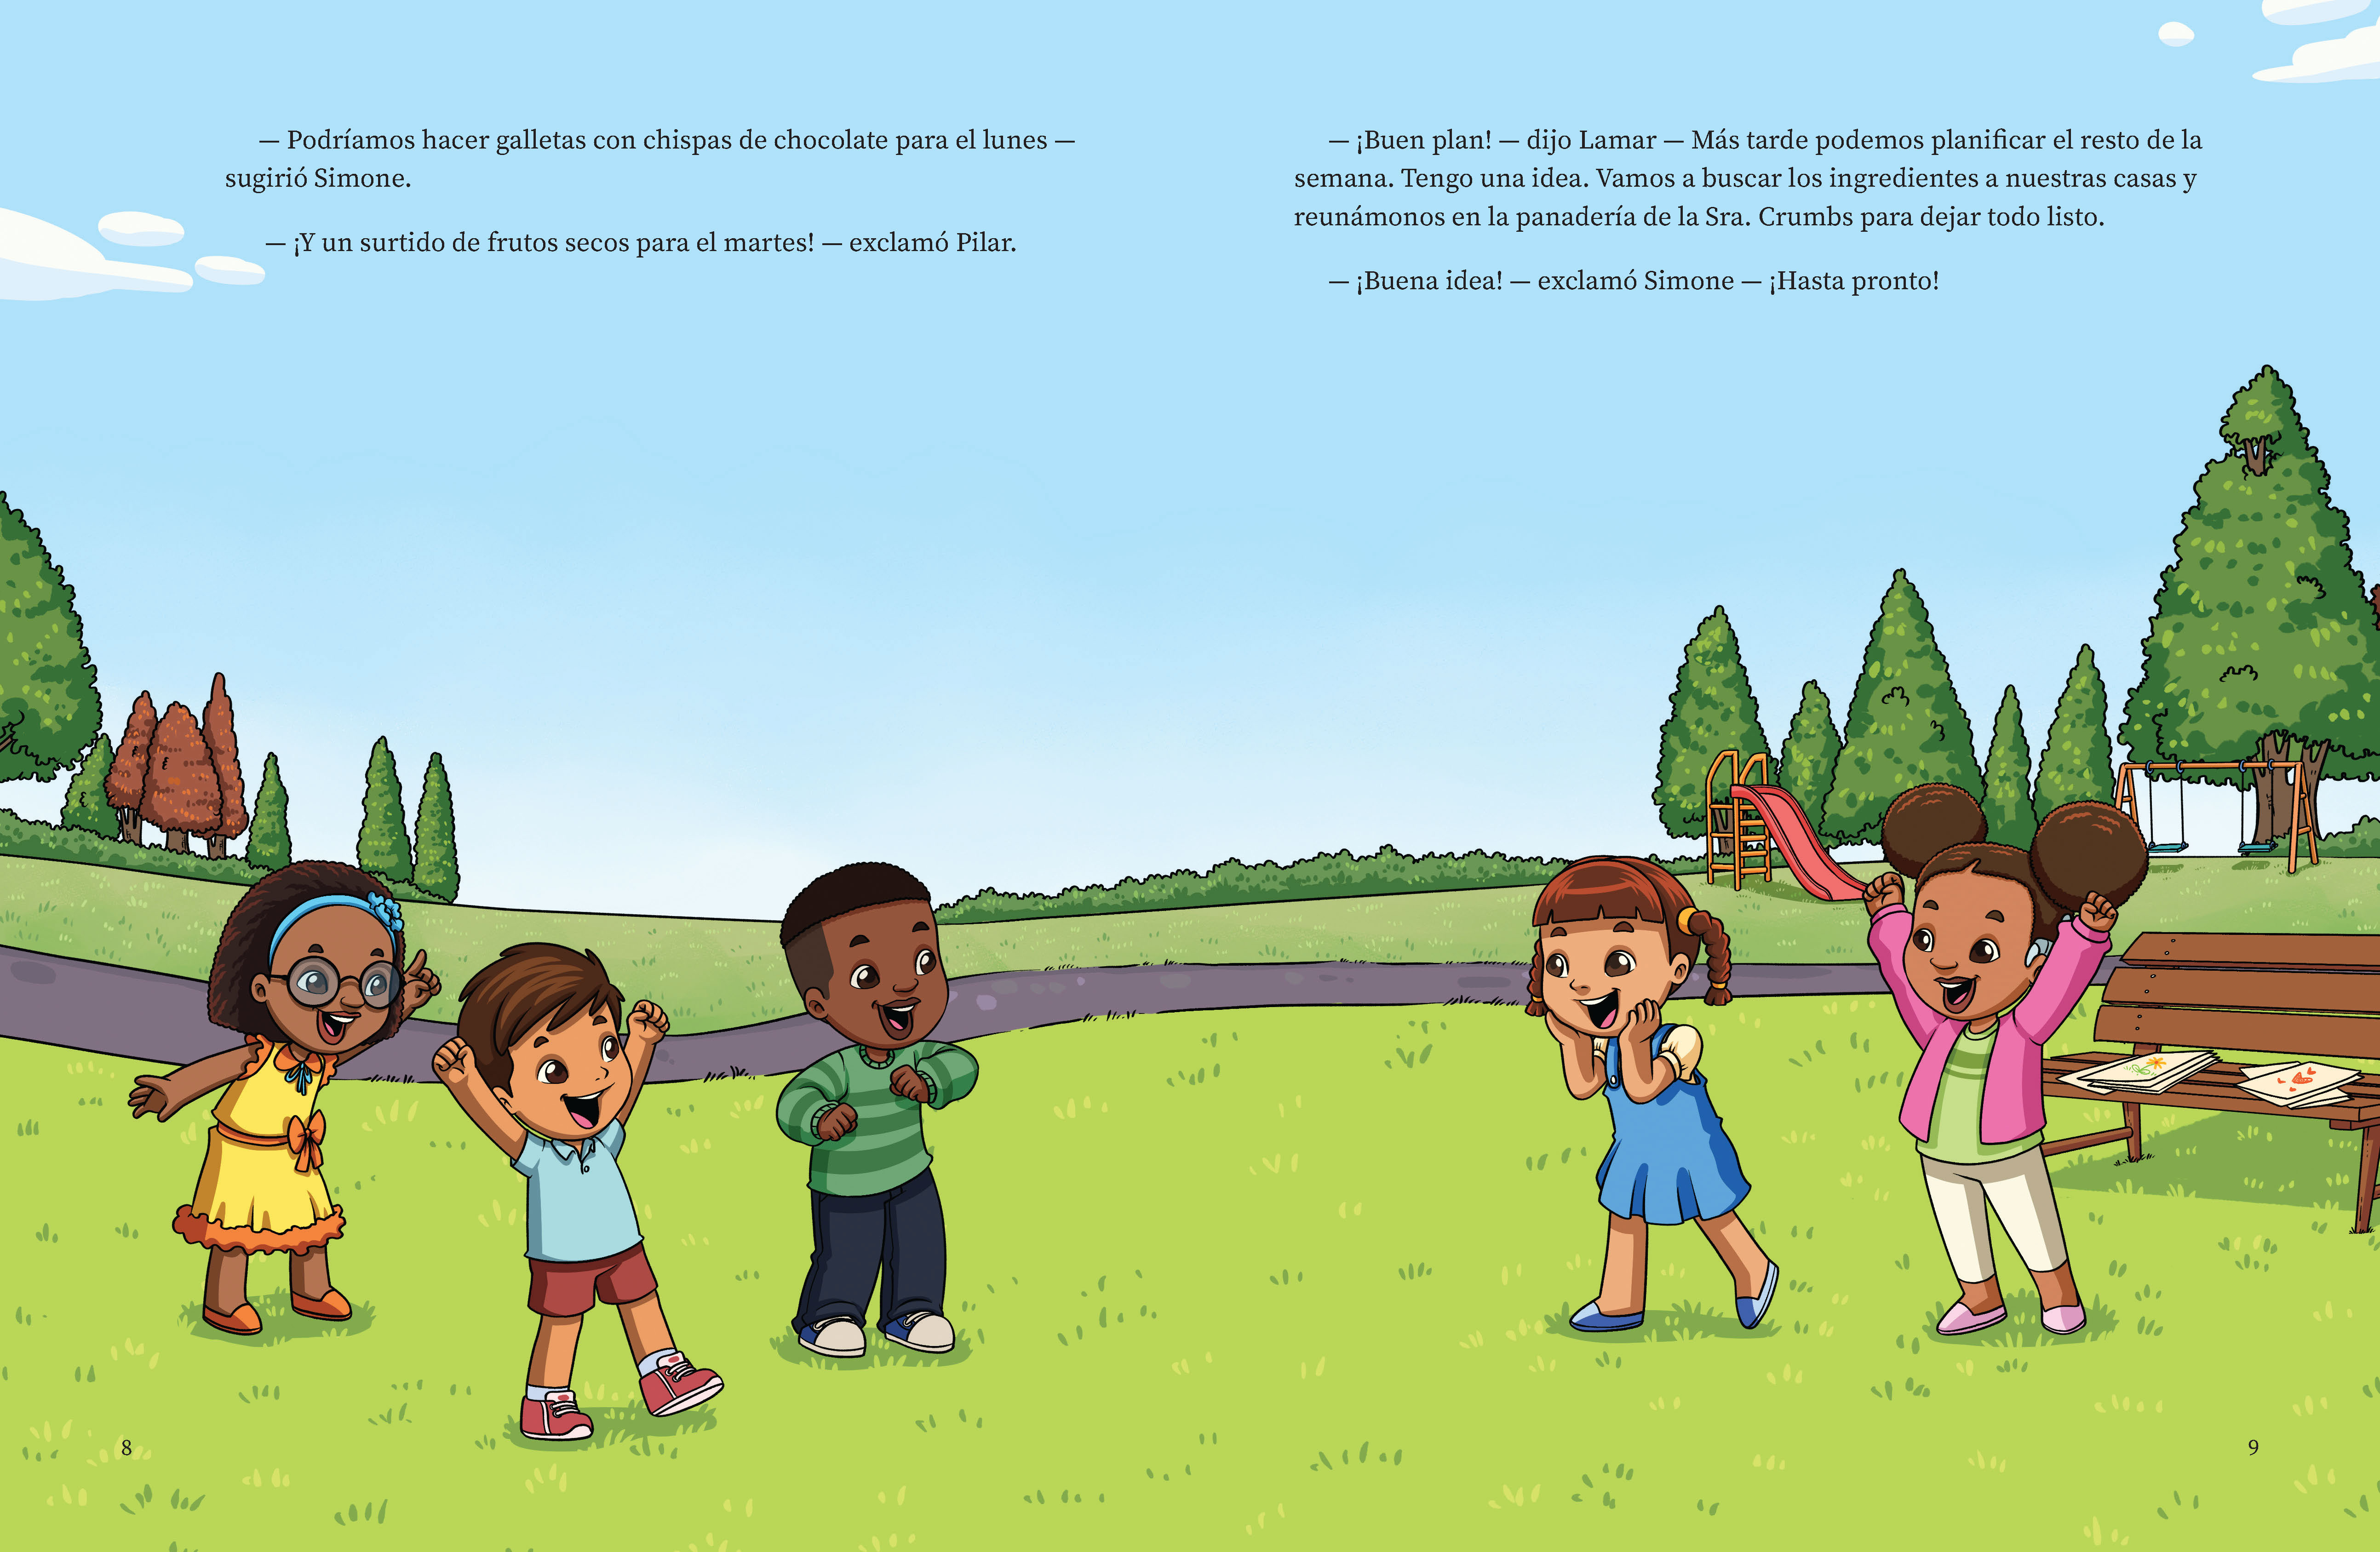 — Podríamos hacer galletas con chispas de chocolate para el lunes —
sugirió Simone.
— ¡Y un surtido de frutos secos para el martes! — exclamó Pilar.
— ¡Buen plan! — dijo Lamar — Más tarde podemos planificar el resto de la
semana. Tengo una idea. Vamos a buscar los ingredientes a nuestras casas y
reunámonos en la panadería de la Sra. Crumbs para dejar todo listo.
— ¡Buena idea! — exclamó Simone — ¡Hasta pronto!
8
9